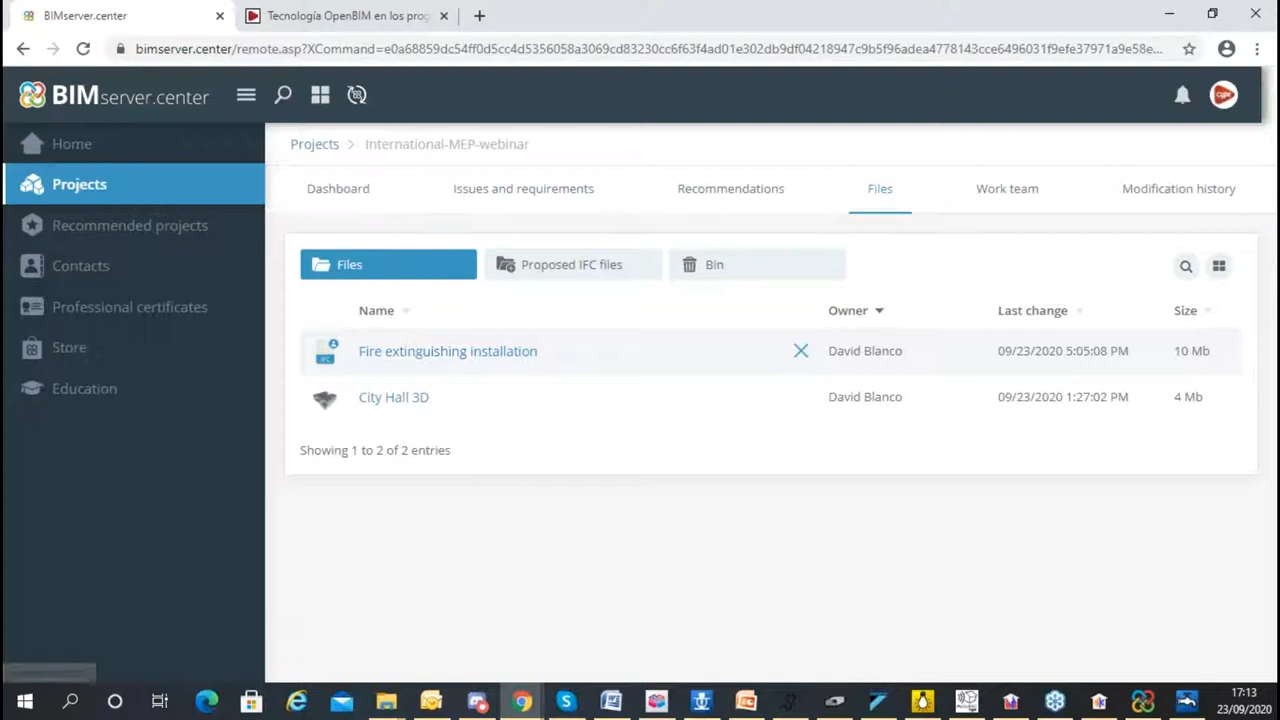 BIMserver.center
Tecnología OpenBIM en los prog
bimserver.center/remote.asp?XCommand=e0a68859dc54ff0d5cc4d5356058a3069cd83230cc6f63f4ad01e302db9df04218947c9b5f96adea4778143cce6496031f9efe37971a9e58e...
BIMserver.center
cype
Home
Projects
Recommended projects
Contacts
Professional certificates
Store
Education
Projects > International-MEP-webinar
Dashboard Issues and requirements Recommendations Files Work team Modification history
Files Proposed IFC files Bin
Name Owner Last change Size
IFC Fire extinguishing installation David Blanco 09/23/2020 5:05:08 PM 10 Mb
City Hall 3D David Blanco 09/23/2020 1:27:02 PM 4 Mb
Showing 1 to 2 of 2 entries
17:13
23/09/2020